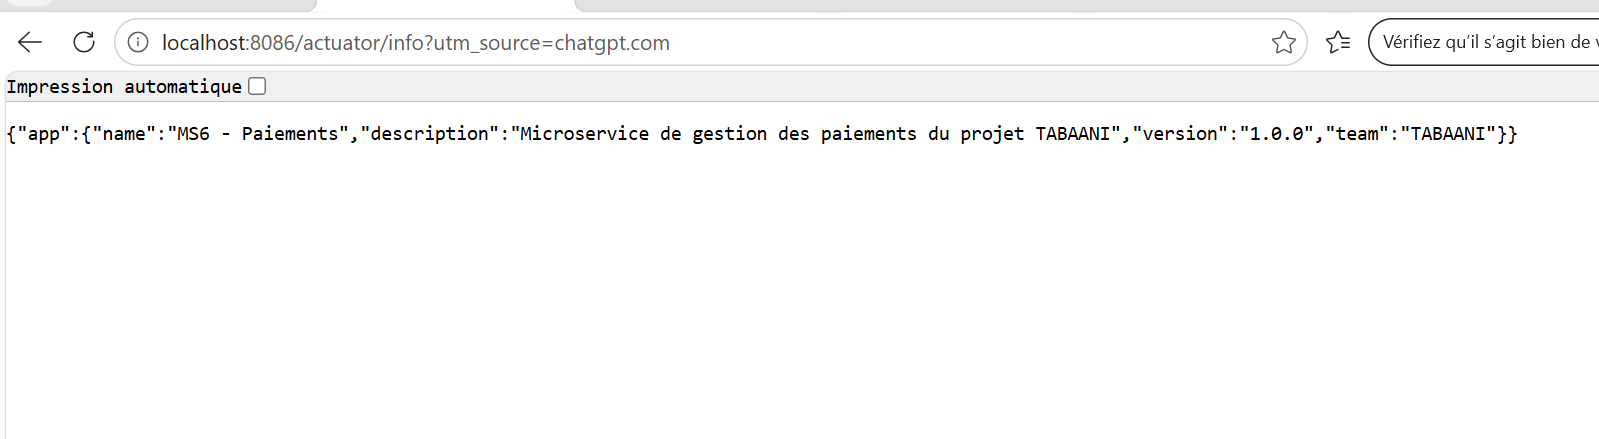 localhost:8086/actuator/info?utm_source=chatgpt.com
Vérifiez qu'il s'agit bien de
Impression automatique
{"app":{"name":"MS6 - Paiements","description":"Microservice de gestion des paiements du projet TABAANI","version":"1.0.0","team":"TABAANI"}}